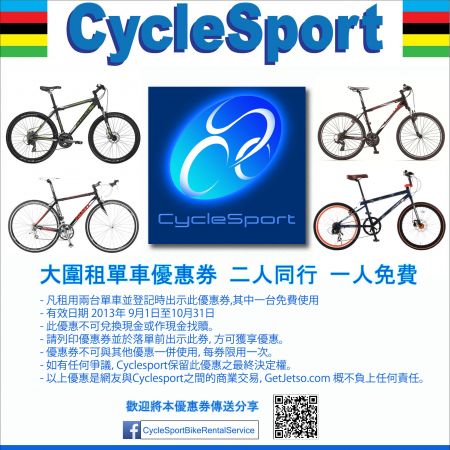 CycleSport
CycleSport
大圍租單車優惠券 二人同行 一人免費
- 凡租用兩台單車並登記時出示此優惠券,其中一台免費使用
- 有效日期 2013年 9月1日至10月31日
- 此優惠不可兌換現金或作現金找贖。
- 請列印優惠券並於落單前出示此券, 方可獲享優惠。
- 優惠券不可與其他優惠一併使用, 每券限用一次。
- 如有任何爭議, Cyclesport保留此優惠之最終決定權。
- 以上優惠是網友與Cyclesport之間的商業交易, GetJetso.com 概不負上任何責任。
歡迎將本優惠券傳送分享
f CycleSportBikeRentalService